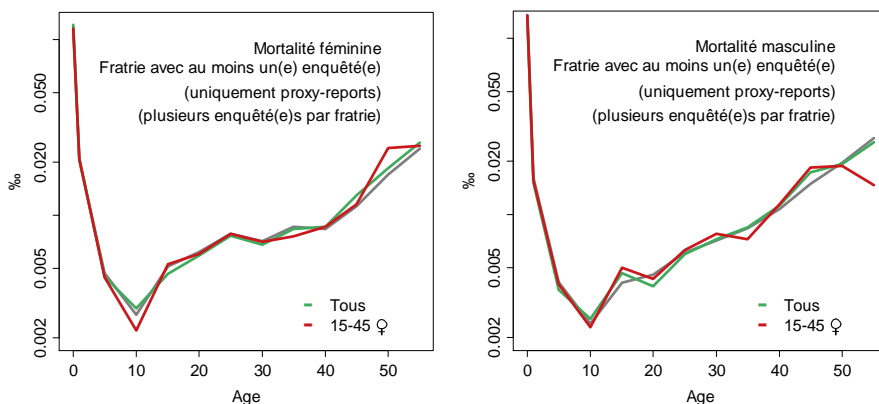 Mortalité féminine
Fratrie avec au moins un(e) enquêté(e)
(uniquement proxy-reports)
(plusieurs enquêté(e)s par fratrie)
0.050
0.020
0.005
0.002
‰
Tous
15-45 ♀
0 10 20 30 40 50
Age
Mortalité masculine
Fratrie avec au moins un(e) enquêté(e)
(uniquement proxy-reports)
(plusieurs enquêté(e)s par fratrie)
0.050
0.020
0.005
0.002
‰
Tous
15-45 ♀
0 10 20 30 40 50
Age